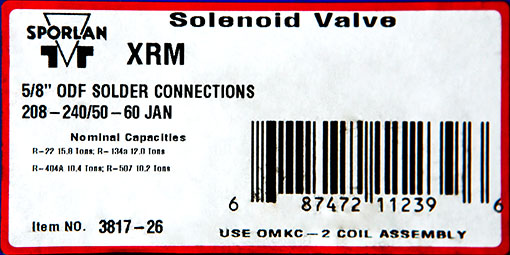 Solenoid Valve
SPORLAN
XRM
5/8" ODF SOLDER CONNECTIONS
208-240/50-60 JAN
Nominal Capacities
R-22 15.8 Tons; R-134a 12.0 Tons
R-404A 10.4 Tons; R-507 10.2 Tons
6 87472 11239 6
Item NO. 3817-26
USE OMKC-2 COIL ASSEMBLY